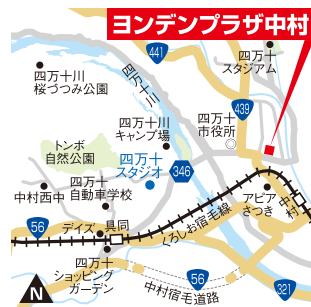 ヨンデンプラザ中村
441
四万十
スタジアム
四万十川
四万十川
桜づつみ公園
439
四万十
市役所
四万十川
キャンプ場
トンボ
自然公園
四万十
スタジオ
346
中村西中
四万十
自動車学校
アピア
さつき
中村
くろしお宿毛線
56
デイズ
具同
四万十
ショッピング
ガーデン
56
中村宿毛道路
321
N